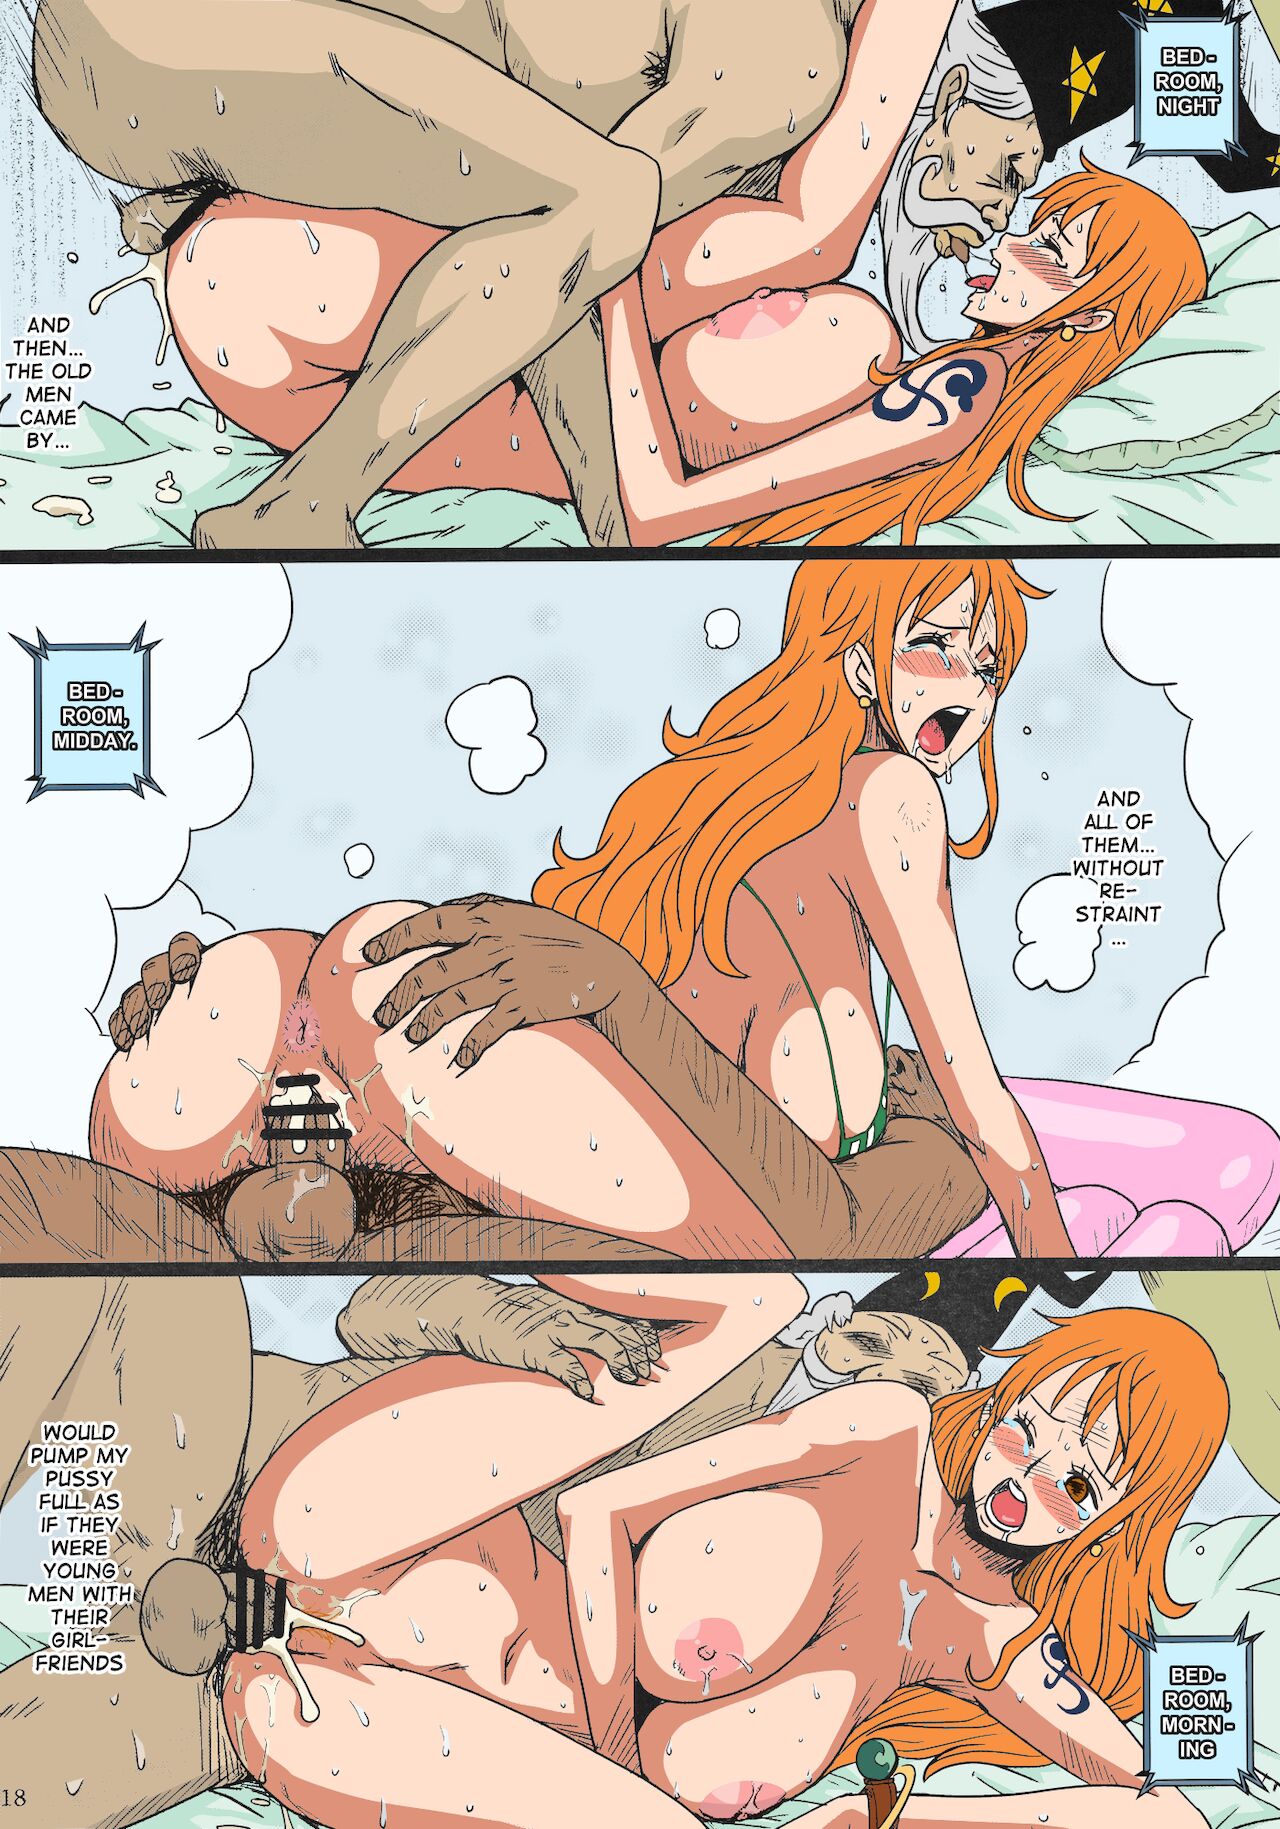 BED-
ROOM,
NIGHT
AND
THEN...
THE OLD
MEN
CAME
BY...
BED-
ROOM,
MIDDAY.
AND
ALL OF
THEM...
WITHOUT
RE-
STRAINT
...
WOULD
PUMP MY
PUSSY
FULL AS
IF THEY
WERE
YOUNG
MEN WITH
THEIR
GIRL-
FRIENDS
BED-
ROOM,
MORN-
ING
18